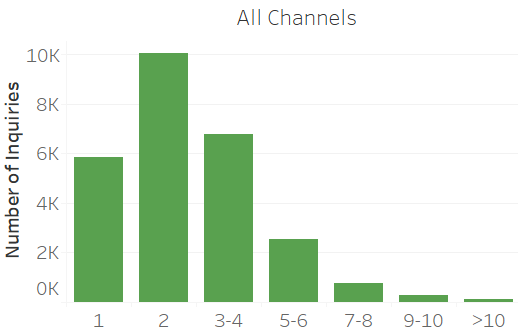 All Channels
Number of Inquiries
10K
8K
6K
4K
2K
0K
1 2 3-4 5-6 7-8 9-10 >10